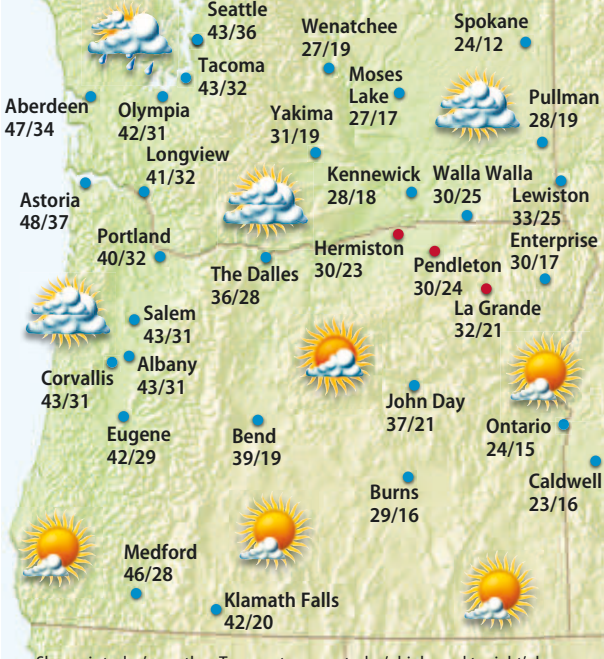 Seattle
43/36
Wenatchee
27/19
Spokane
24/12
Tacoma
43/32
Moses
Lake
27/17
Aberdeen
47/34
Olympia
42/31
Yakima
31/19
Pullman
28/19
Longview
41/32
Kennewick
28/18
Walla Walla
30/25
Lewiston
33/25
Astoria
48/37
Portland
40/32
The Dalles
36/28
Hermiston
30/23
Pendleton
30/24
Enterprise
30/17
La Grande
32/21
Salem
43/31
Albany
43/31
Corvallis
43/31
John Day
37/21
Eugene
42/29
Bend
39/19
Ontario
24/15
Burns
29/16
Caldwell
23/16
Medford
46/28
Klamath Falls
42/20